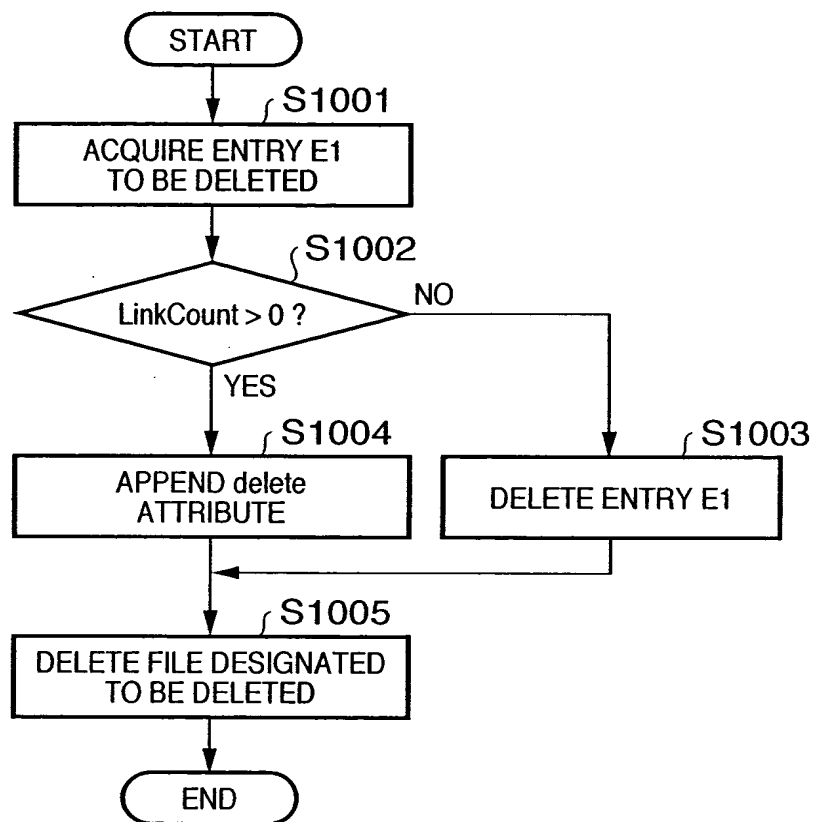 START
S1001
ACQUIRE ENTRY E1
TO BE DELETED
S1002
LinkCount > 0 ?
NO
YES
S1004
APPEND delete
ATTRIBUTE
S1003
DELETE ENTRY E1
S1005
DELETE FILE DESIGNATED
TO BE DELETED
END